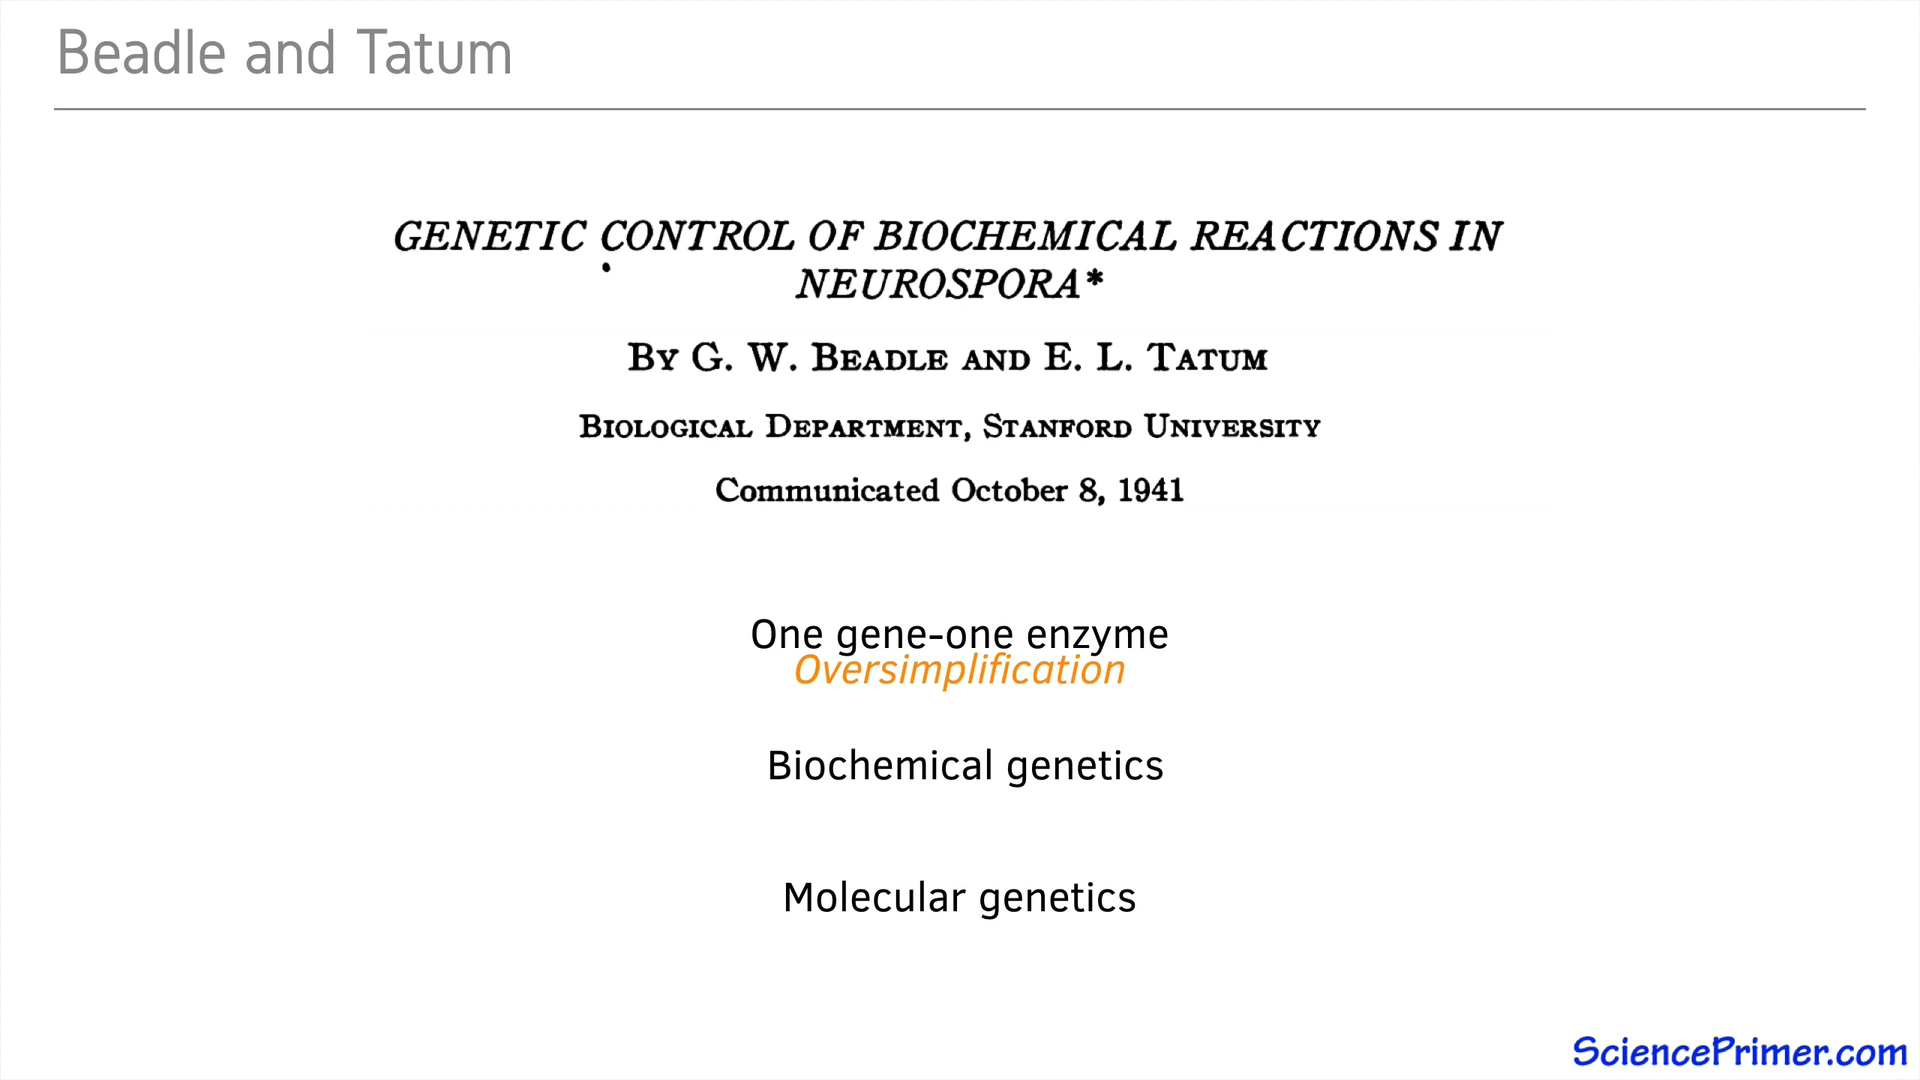 Beadle and Tatum
GENETIC CONTROL OF BIOCHEMICAL REACTIONS IN
NEUROSPORA*
By G. W. Beadle and E. L. Tatum
Biological Department, Stanford University
Communicated October 8, 1941
One gene-one enzyme
Oversimplification
Biochemical genetics
Molecular genetics
SciencePrimer.com